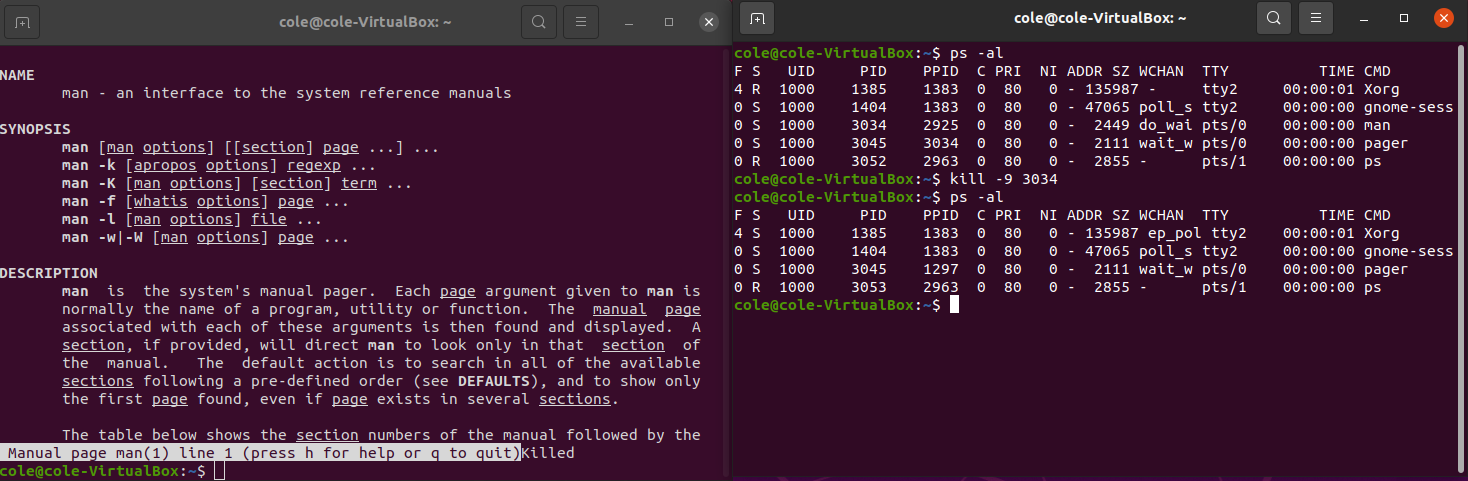 cole@cole-VirtualBox: ~
NAME
man - an interface to the system reference manuals
SYNOPSIS
man [man options] [[section] page ...] ...
man -k [apropos options] regexp ...
man -K [man options] [section] term ...
man -f [whatis options] page ...
man -l [man options] file ...
man -w|-W [man options] page ...
DESCRIPTION
man is the system's manual pager. Each page argument given to man is
normally the name of a program, utility or function. The manual page
associated with each of these arguments is then found and displayed. A
section, if provided, will direct man to look only in that section of
the manual. The default action is to search in all of the available
sections following a pre-defined order (see DEFAULTS), and to show only
the first page found, even if page exists in several sections.
The table below shows the section numbers of the manual followed by the
Manual page man(1) line 1 (press h for help or q to quit)Killed
cole@cole-VirtualBox:~$
cole@cole-VirtualBox: ~
cole@cole-VirtualBox:~$ ps -al
F S UID PID PPID C PRI NI ADDR SZ WCHAN TTY TIME CMD
4 R 1000 1385 1383 0 80 0 - 135987 - tty2 00:00:01 Xorg
0 S 1000 1404 1383 0 80 0 - 47065 poll_s tty2 00:00:00 gnome-sess
0 S 1000 3034 2925 0 80 0 - 2449 do_wai pts/0 00:00:00 man
0 S 1000 3045 3034 0 80 0 - 2111 wait_w pts/0 00:00:00 pager
0 R 1000 3052 2963 0 80 0 - 2855 - pts/1 00:00:00 ps
cole@cole-VirtualBox:~$ kill -9 3034
cole@cole-VirtualBox:~$ ps -al
F S UID PID PPID C PRI NI ADDR SZ WCHAN TTY TIME CMD
4 S 1000 1385 1383 0 80 0 - 135987 ep_pol tty2 00:00:01 Xorg
0 S 1000 1404 1383 0 80 0 - 47065 poll_s tty2 00:00:00 gnome-sess
0 S 1000 3045 1297 0 80 0 - 2111 wait_w pts/0 00:00:00 pager
0 R 1000 3053 2963 0 80 0 - 2855 - pts/1 00:00:00 ps
cole@cole-VirtualBox:~$